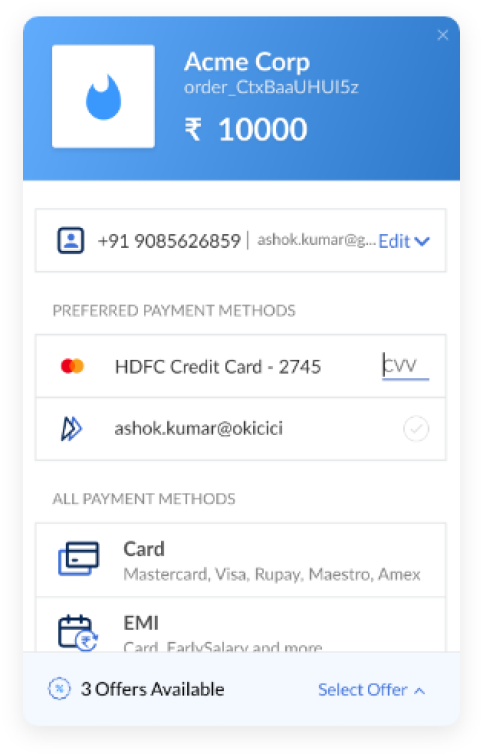 Acme Corp
order_CtxBaaUHUI5z
₹ 10000
+91 9085626859 | ashok.kumar@g... Edit
PREFERRED PAYMENT METHODS
HDFC Credit Card - 2745 CVV
ashok.kumar@okicici
ALL PAYMENT METHODS
Card
Mastercard, Visa, Rupay, Maestro, Amex
EMI
Card, EarlySalary and more
3 Offers Available Select Offer